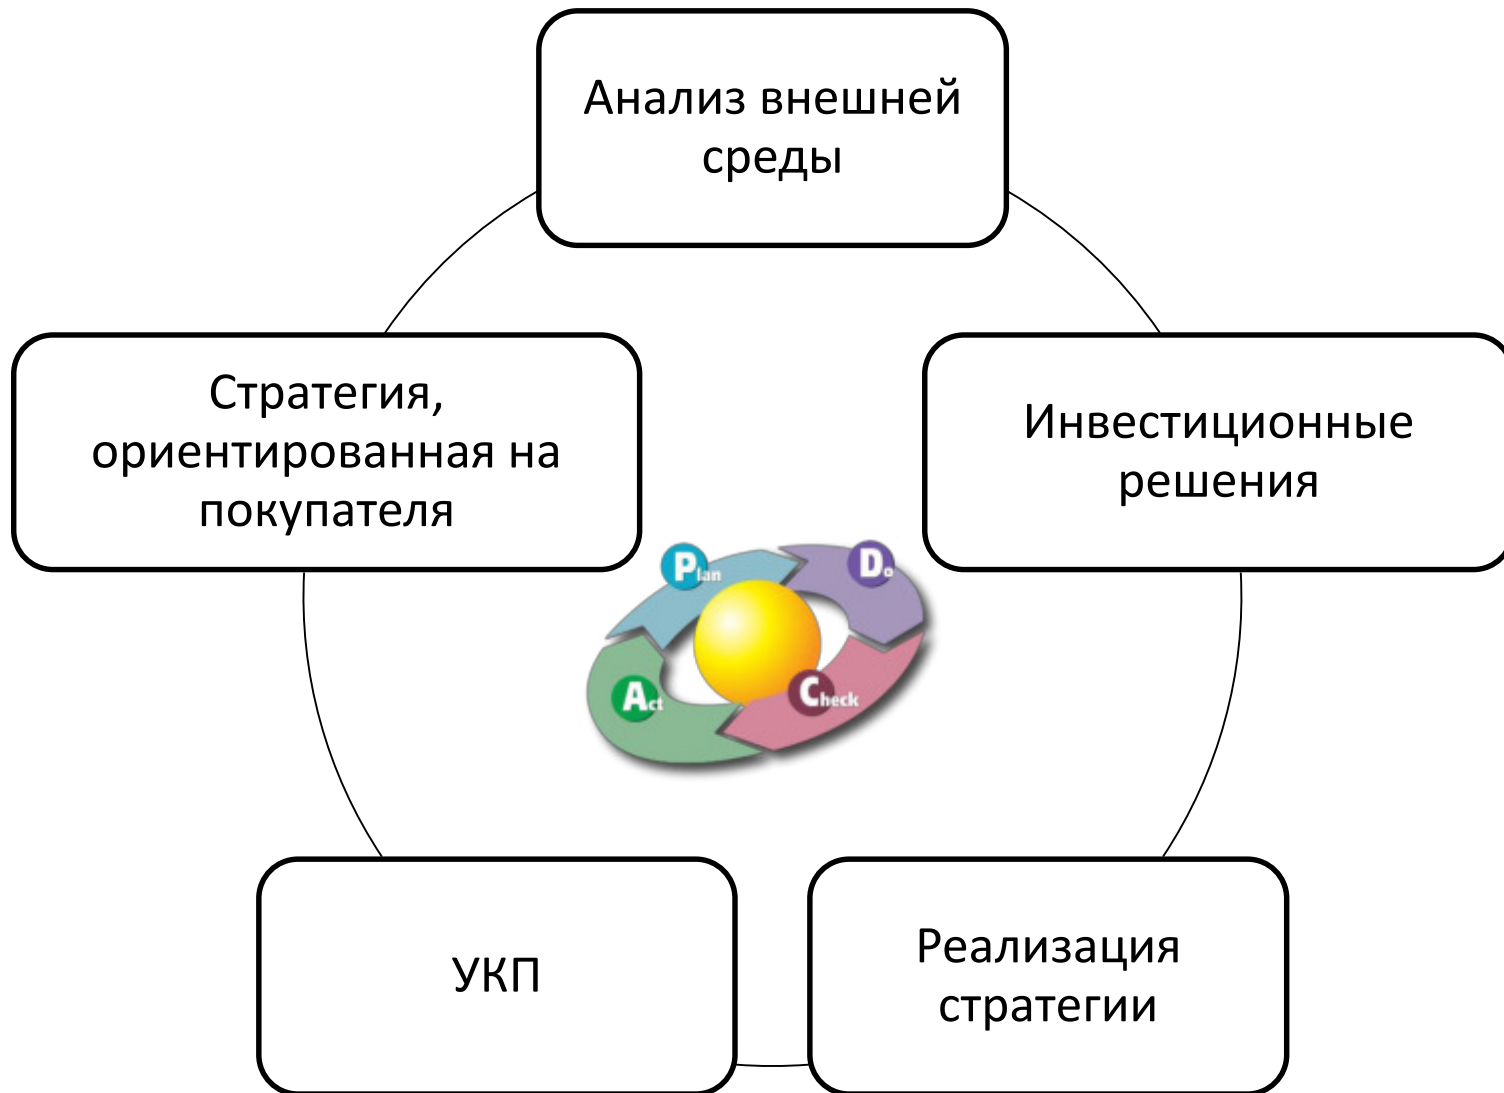 Анализ внешней
среды
Стратегия,
ориентированная на
покупателя
Инвестиционные
решения
Plan
Do
Act
Check
УКП
Реализация
стратегии